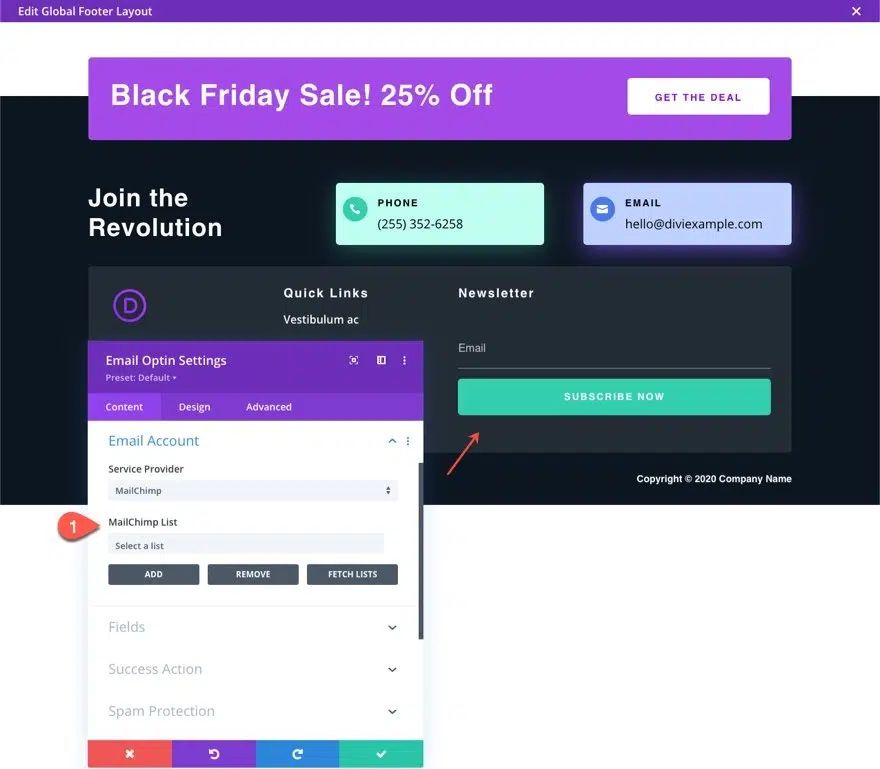 Edit Global Footer Layout
Black Friday Sale! 25% Off
GET THE DEAL
Join the
Revolution
PHONE
(255) 352-6258
EMAIL
hello@diviexample.com
D
Quick Links
Vestibulum ac
Newsletter
Email
SUBSCRIBE NOW
Copyright © 2020 Company Name
Email Optin Settings
Preset: Default
Content Design Advanced
Email Account
Service Provider
MailChimp
1
MailChimp List
Select a list
ADD REMOVE FETCH LISTS
Fields
Success Action
Spam Protection